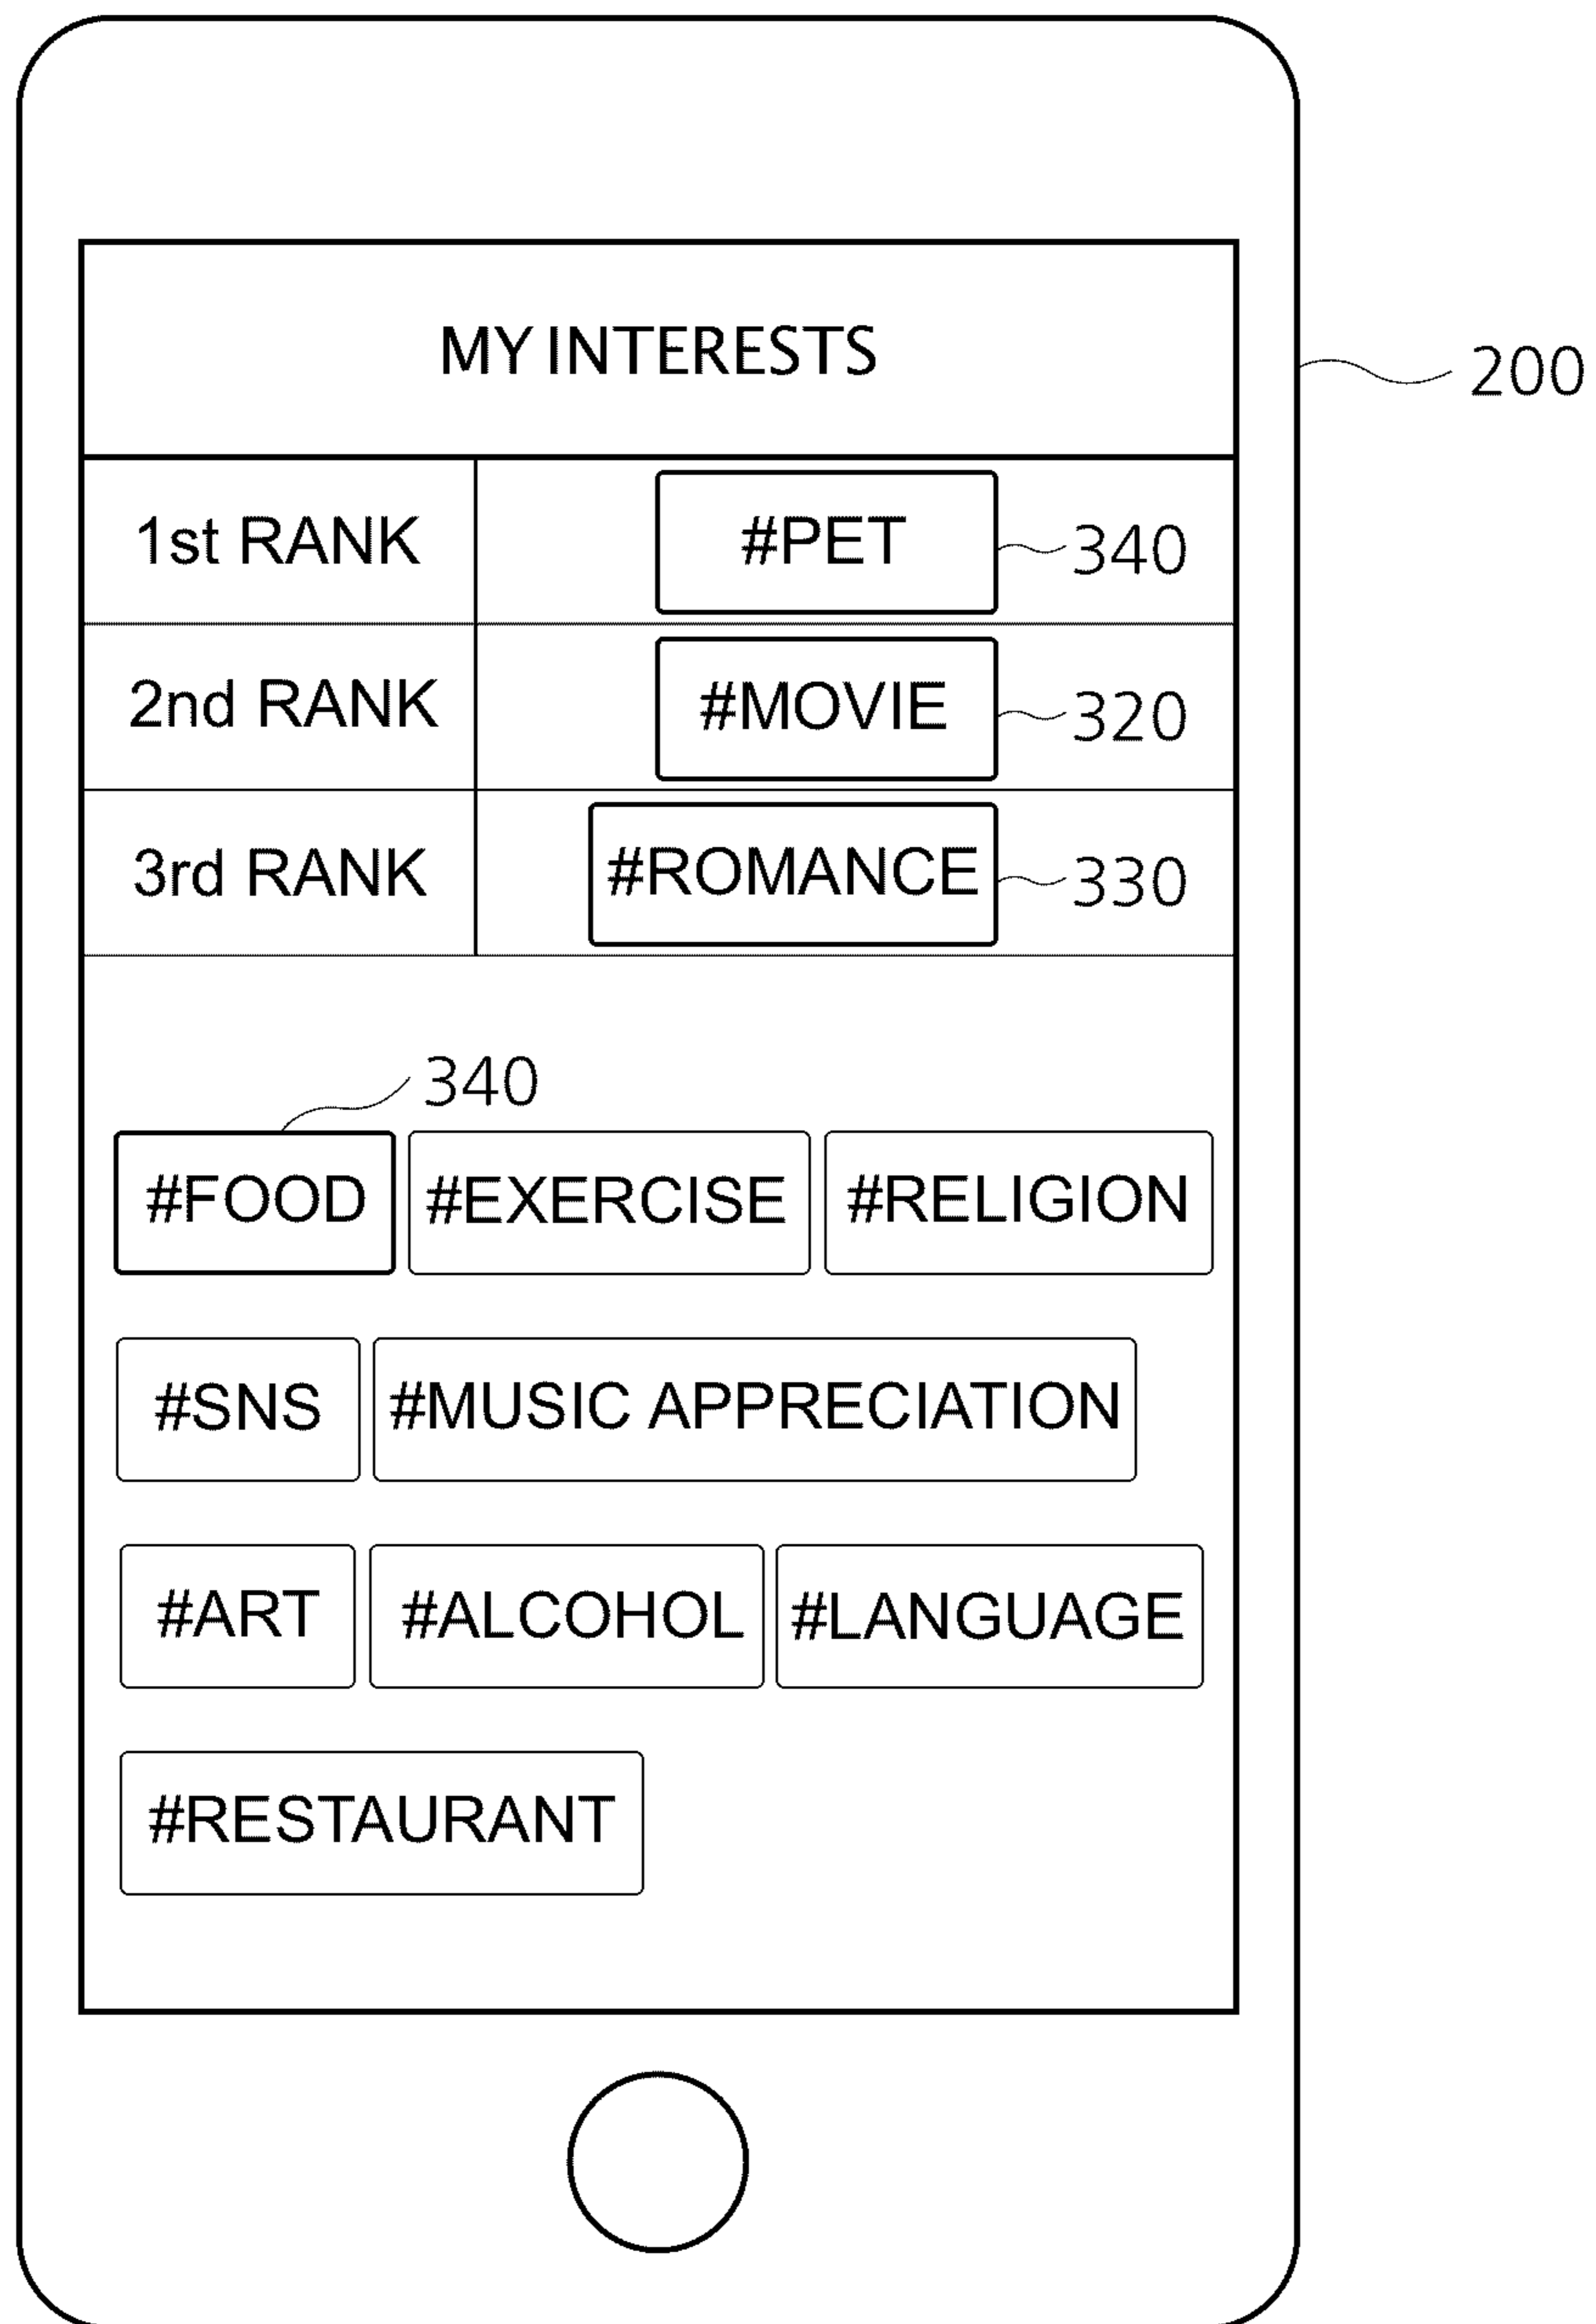 MY INTERESTS
200
1st RANK #PET 340
2nd RANK #MOVIE 320
3rd RANK #ROMANCE 330
340
#FOOD #EXERCISE #RELIGION
#SNS #MUSIC APPRECIATION
#ART #ALCOHOL #LANGUAGE
#RESTAURANT